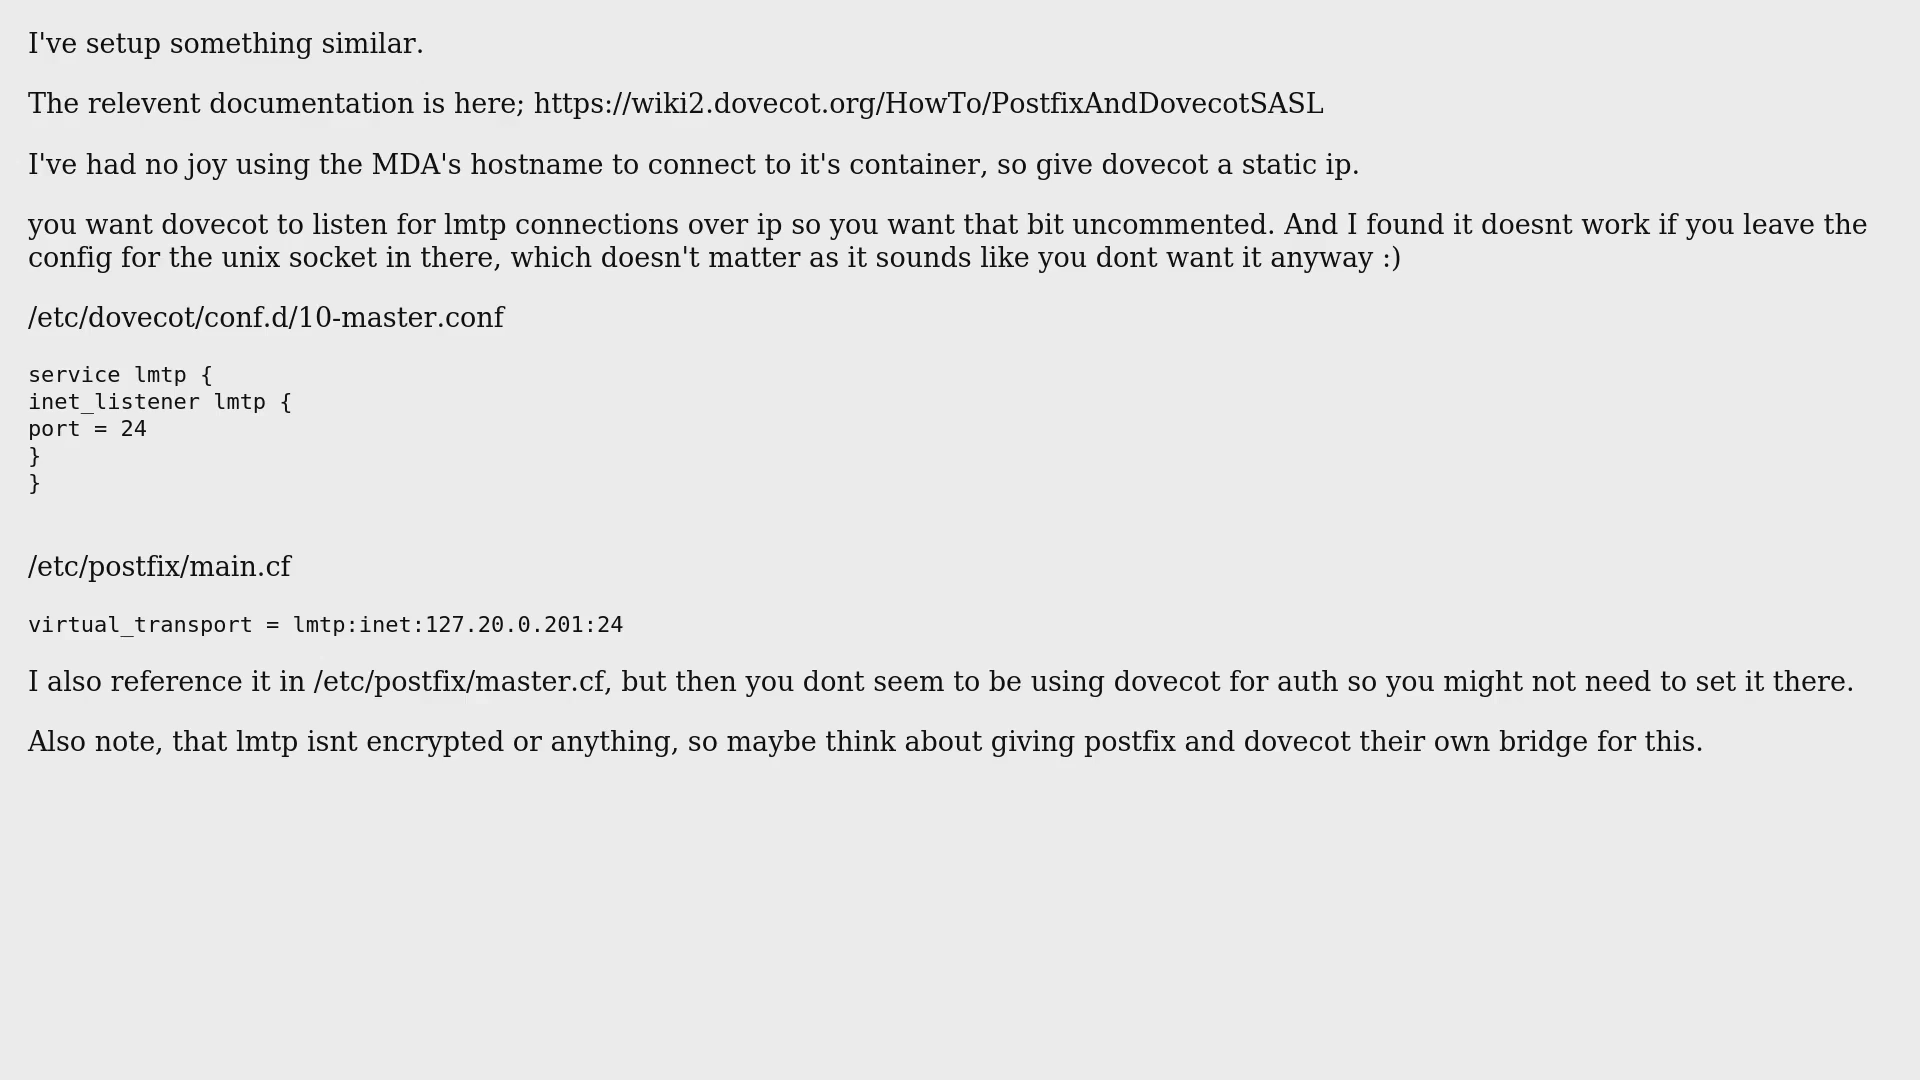 I've setup something similar.
The relevent documentation is here; https://wiki2.dovecot.org/HowTo/PostfixAndDovecotSASL
I've had no joy using the MDA's hostname to connect to it's container, so give dovecot a static ip.
you want dovecot to listen for lmtp connections over ip so you want that bit uncommented. And I found it doesnt work if you leave the
config for the unix socket in there, which doesn't matter as it sounds like you dont want it anyway :)
/etc/dovecot/conf.d/10-master.conf
service lmtp {
inet_listener lmtp {
port = 24
}
}
/etc/postfix/main.cf
virtual_transport = lmtp:inet:127.20.0.201:24
I also reference it in /etc/postfix/master.cf, but then you dont seem to be using dovecot for auth so you might not need to set it there.
Also note, that lmtp isnt encrypted or anything, so maybe think about giving postfix and dovecot their own bridge for this.